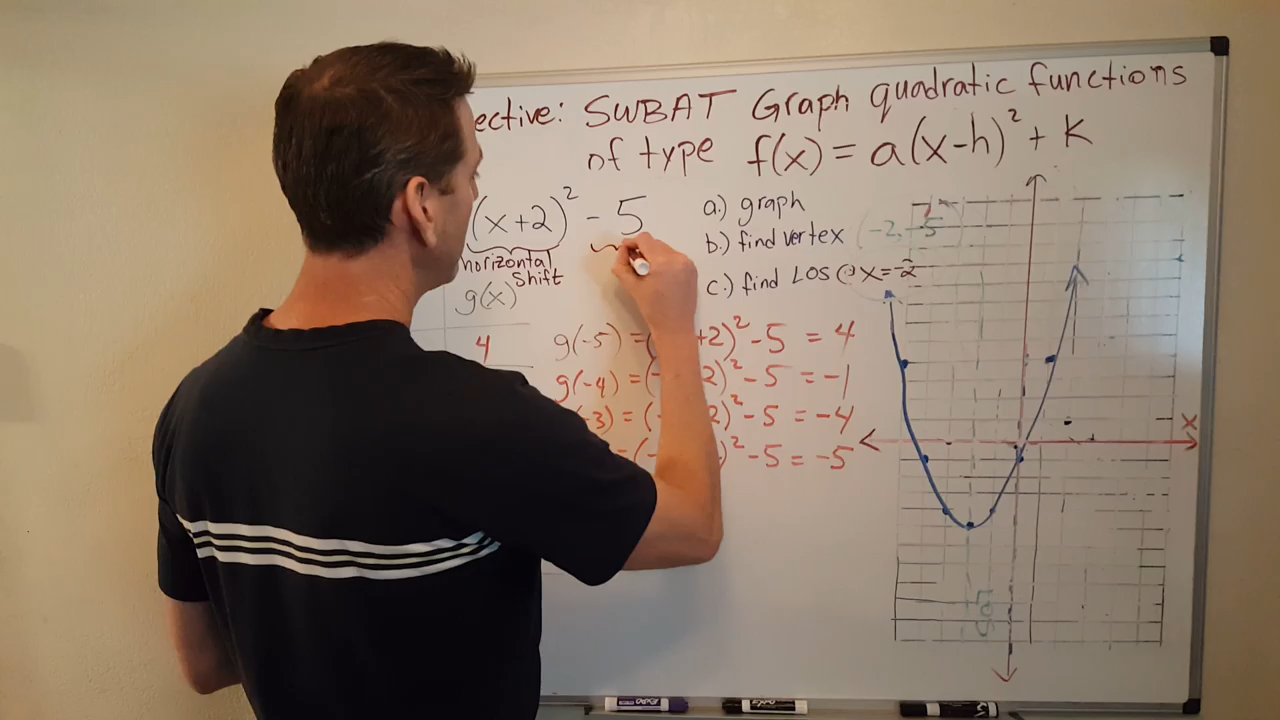 ective: SWBAT Graph quadratic functions
of type f(x) = a(x-h)² + K
(x+2)² - 5
horizontal
Shift
g(x)
4
a.) graph
b.) find vertex (-2, -5)
c.) find LOS x=-2
g(-5) = ( +2)² - 5 = 4
g(-4) = (- 2)² - 5 = -1
-3) = (- 2)² - 5 = -4
= (- )² - 5 = -5
x
LOS